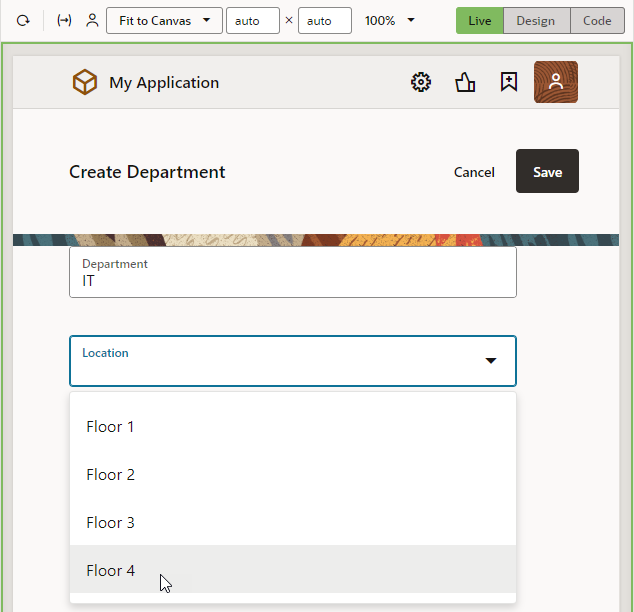 Fit to Canvas auto × auto 100% Live Design Code
My Application
Create Department Cancel Save
Department
IT
Location
Floor 1
Floor 2
Floor 3
Floor 4